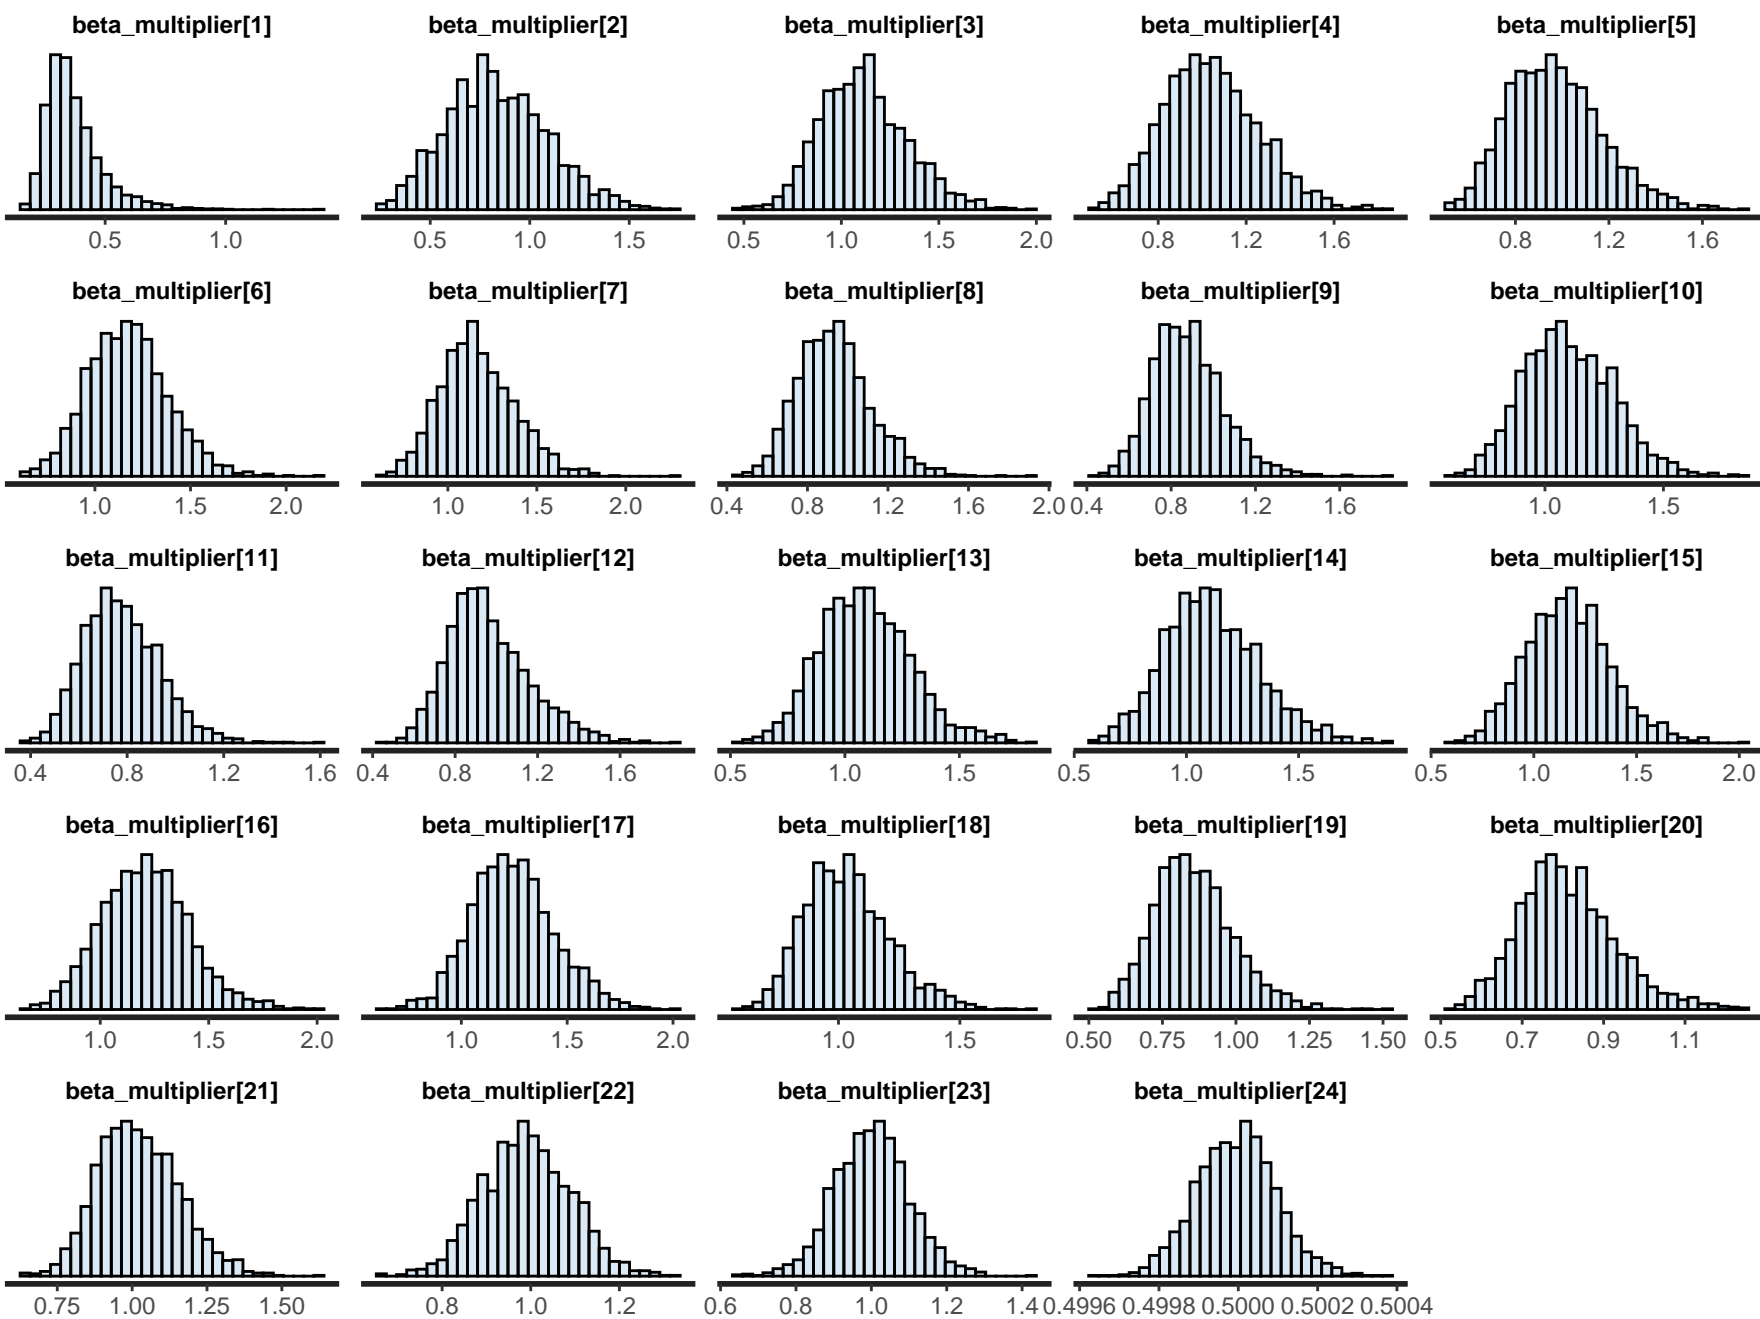 beta_multiplier[1] beta_multiplier[2] beta_multiplier[3] beta_multiplier[4] beta_multiplier[5]
0.5 1.0 0.5 1.0 1.5 0.5 1.0 1.5 2.0 0.8 1.2 1.6 0.8 1.2 1.6
beta_multiplier[6] beta_multiplier[7] beta_multiplier[8] beta_multiplier[9] beta_multiplier[10]
1.0 1.5 2.0 1.0 1.5 2.0 0.4 0.8 1.2 1.6 2.0 0.4 0.8 1.2 1.6 1.0 1.5
beta_multiplier[11] beta_multiplier[12] beta_multiplier[13] beta_multiplier[14] beta_multiplier[15]
0.4 0.8 1.2 1.6 0.4 0.8 1.2 1.6 0.5 1.0 1.5 0.5 1.0 1.5 0.5 1.0 1.5 2.0
beta_multiplier[16] beta_multiplier[17] beta_multiplier[18] beta_multiplier[19] beta_multiplier[20]
1.0 1.5 2.0 1.0 1.5 2.0 1.0 1.5 0.50 0.75 1.00 1.25 1.50 0.5 0.7 0.9 1.1
beta_multiplier[21] beta_multiplier[22] beta_multiplier[23] beta_multiplier[24]
0.75 1.00 1.25 1.50 0.8 1.0 1.2 0.6 0.8 1.0 1.2 1.4 0.4996 0.4998 0.5000 0.5002 0.5004